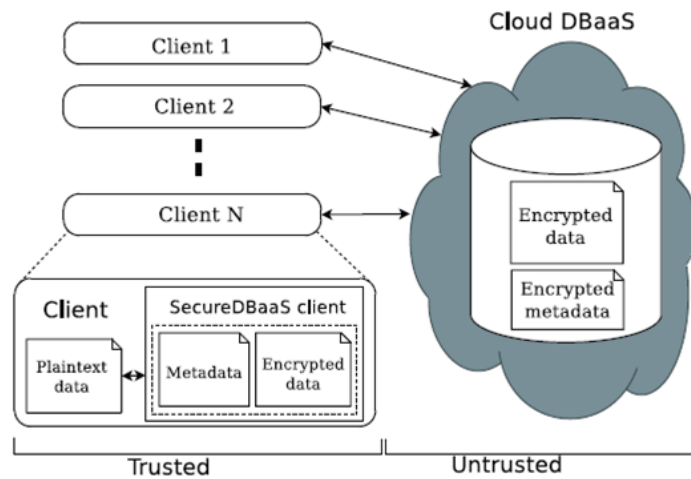 Cloud DBaaS
Client 1
Client 2
Client N
Encrypted
data
Encrypted
metadata
Client
SecureDBaaS client
Plaintext
data
Metadata
Encrypted
data
Trusted
Untrusted